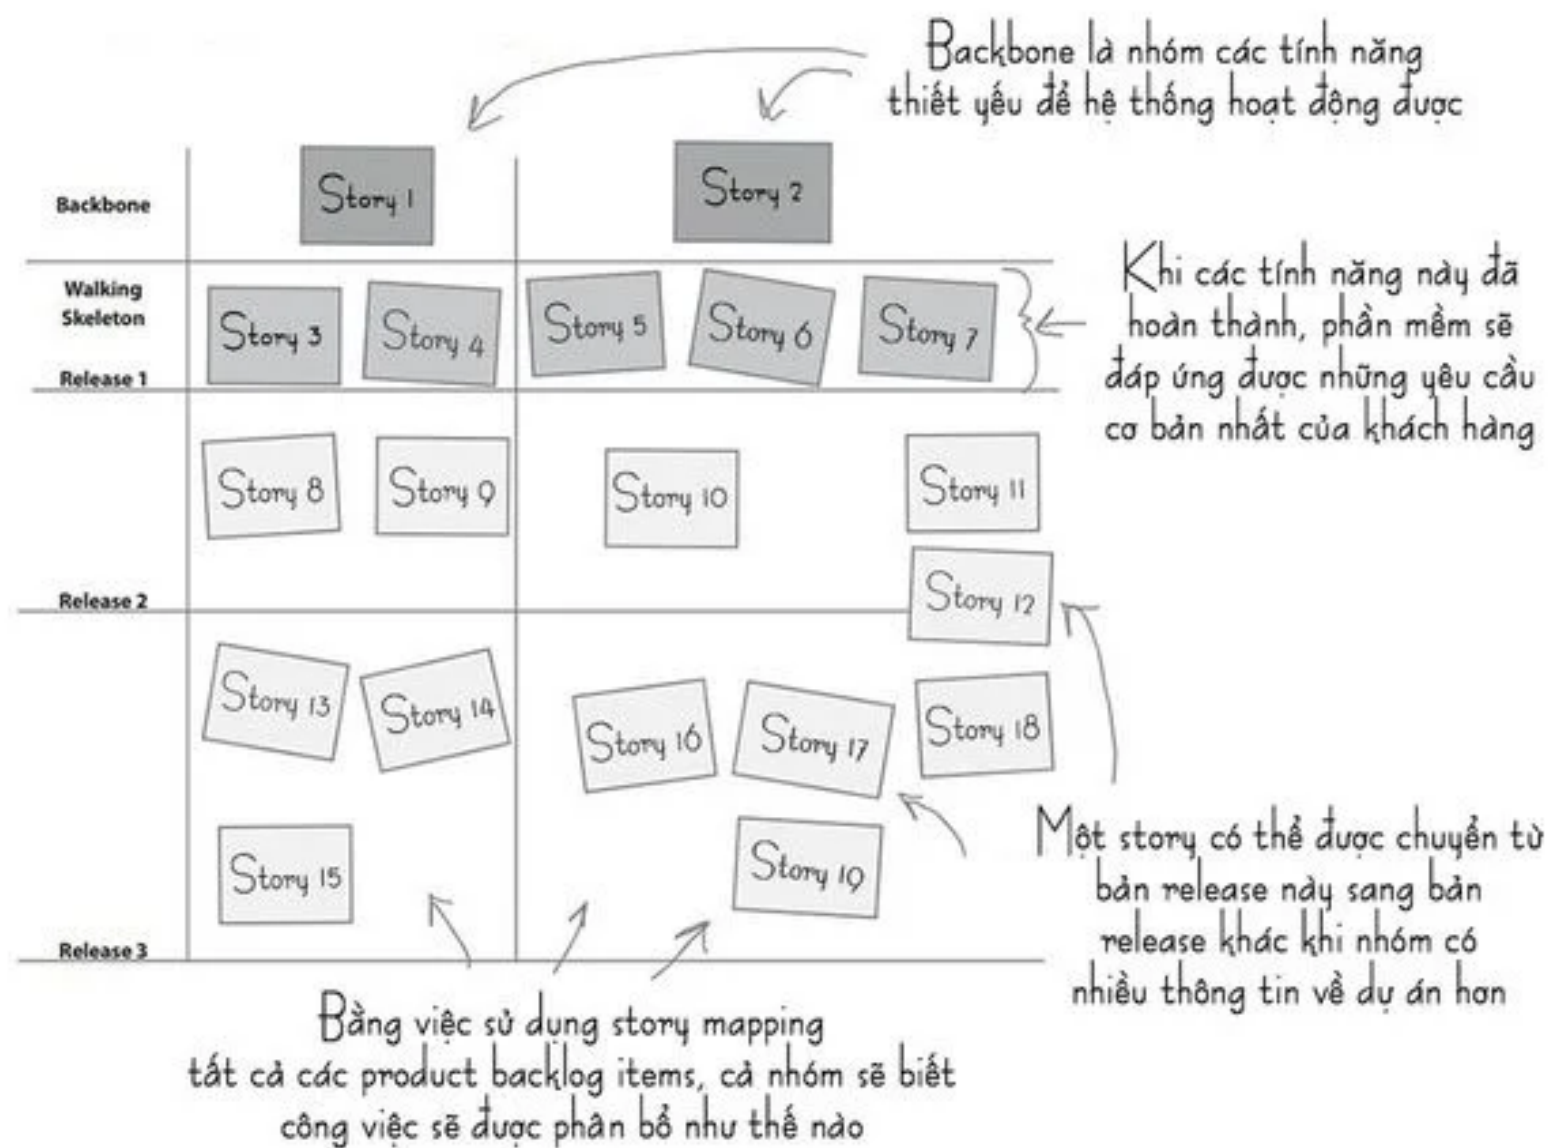 Backbone là nhóm các tính năng
thiết yếu để hệ thống hoạt động được
Backbone
Story 1
Story 2
Walking
Skeleton
Release 1
Story 3
Story 4
Story 5
Story 6
Story 7
Khi các tính năng này đã
hoàn thành, phần mềm sẽ
đáp ứng được những yêu cầu
cơ bản nhất của khách hàng
Story 8
Story 9
Story 10
Story 11
Story 12
Release 2
Story 13
Story 14
Story 16
Story 17
Story 18
Story 15
Story 19
Release 3
Một story có thể được chuyển từ
bản release này sang bản
release khác khi nhóm có
nhiều thông tin về dự án hơn
Bằng việc sử dụng story mapping
tất cả các product backlog items, cả nhóm sẽ biết
công việc sẽ được phân bổ như thế nào